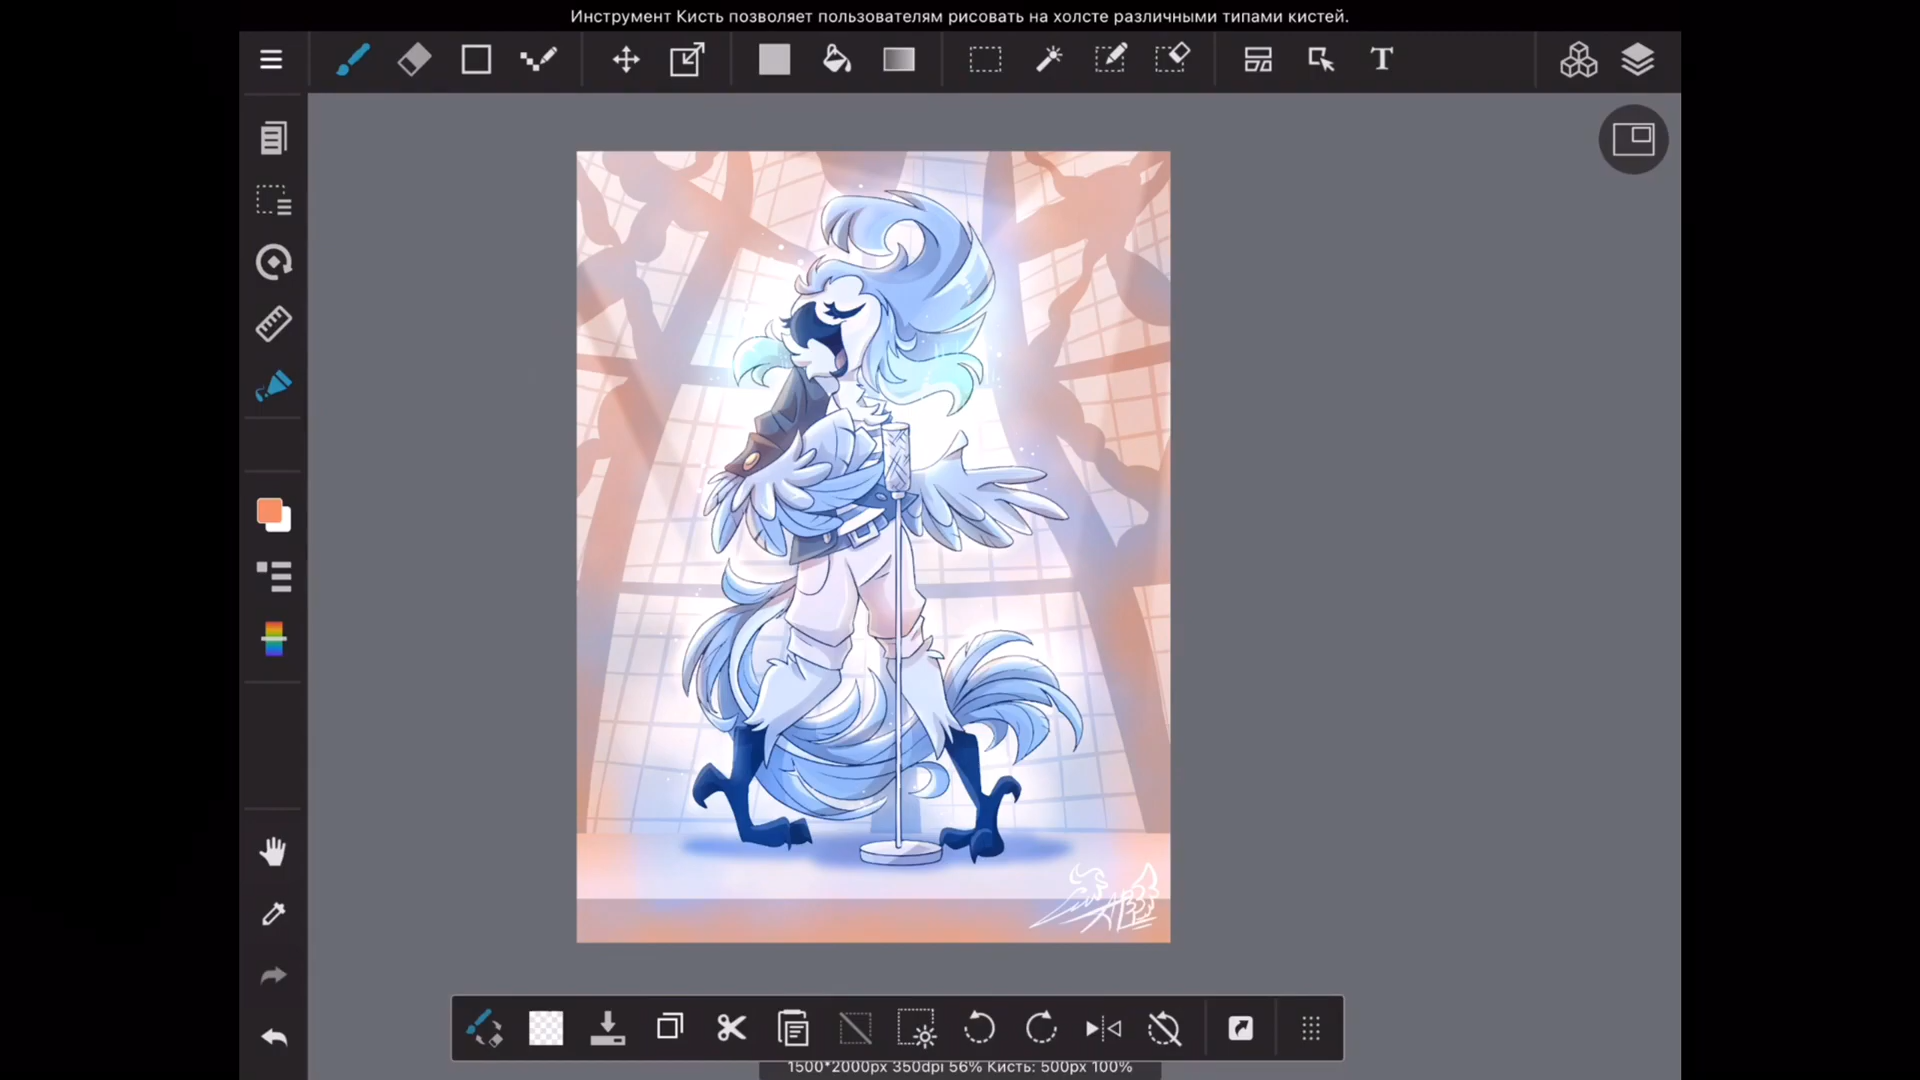 Инструмент Кисть позволяет пользователям рисовать на холсте различными типами кистей.
T
1500*2000px 350dpi 56% Кисть: 500px 100%